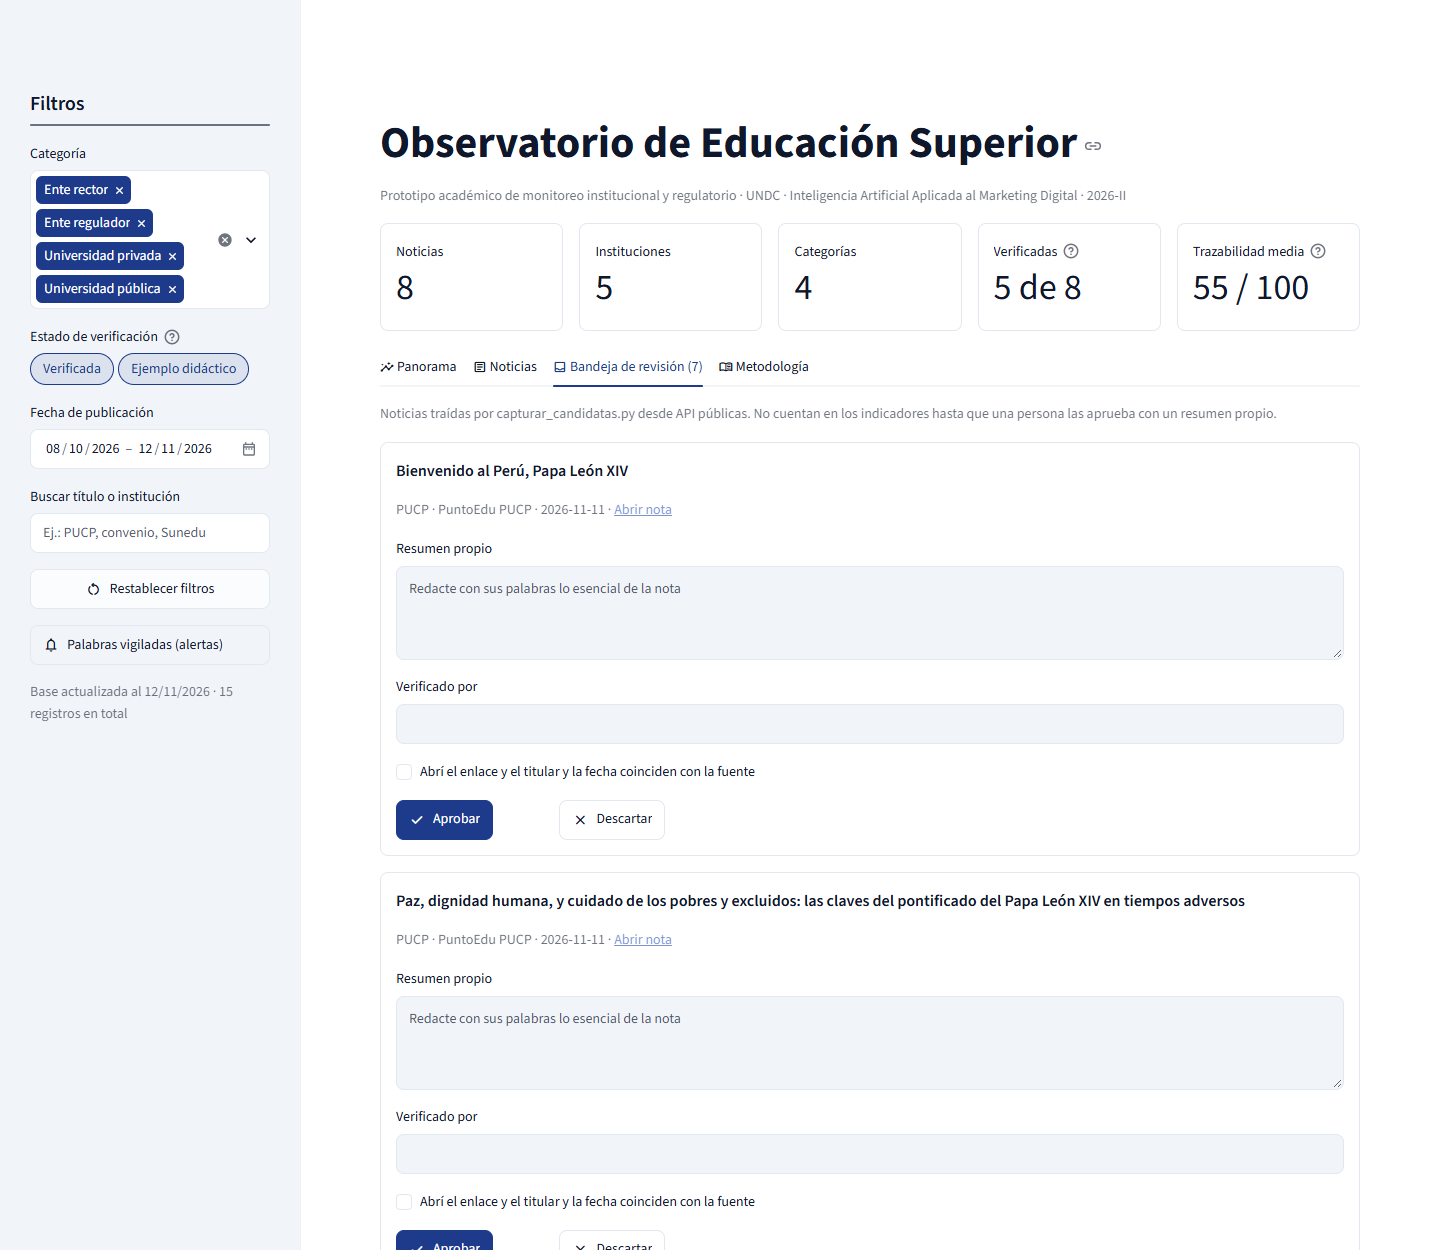 Filtros
Categoría
Ente rector
Ente regulador
Universidad privada
Universidad pública
Estado de verificación
Verificada
Ejemplo didáctico
Fecha de publicación
08/10/2026 – 12/11/2026
Buscar título o institución
Ej.: PUCP, convenio, Sunedu
Restablecer filtros
Palabras vigiladas (alertas)
Base actualizada al 12/11/2026 · 15
registros en total
Observatorio de Educación Superior
Prototipo académico de monitoreo institucional y regulatorio · UNDC · Inteligencia Artificial Aplicada al Marketing Digital · 2026-II
Noticias
8
Instituciones
5
Categorías
4
Verificadas
5 de 8
Trazabilidad media
55 / 100
Panorama
Noticias
Bandeja de revisión (7)
Metodología
Noticias traídas por capturar_candidatas.py desde API públicas. No cuentan en los indicadores hasta que una persona las aprueba con un resumen propio.
Bienvenido al Perú, Papa León XIV
PUCP · PuntoEdu PUCP · 2026-11-11 · Abrir nota
Resumen propio
Redacte con sus palabras lo esencial de la nota
Verificado por
Abrí el enlace y el titular y la fecha coinciden con la fuente
Aprobar
Descartar
Paz, dignidad humana, y cuidado de los pobres y excluidos: las claves del pontificado del Papa León XIV en tiempos adversos
PUCP · PuntoEdu PUCP · 2026-11-11 · Abrir nota
Resumen propio
Redacte con sus palabras lo esencial de la nota
Verificado por
Abrí el enlace y el titular y la fecha coinciden con la fuente
Aprobar
Descartar